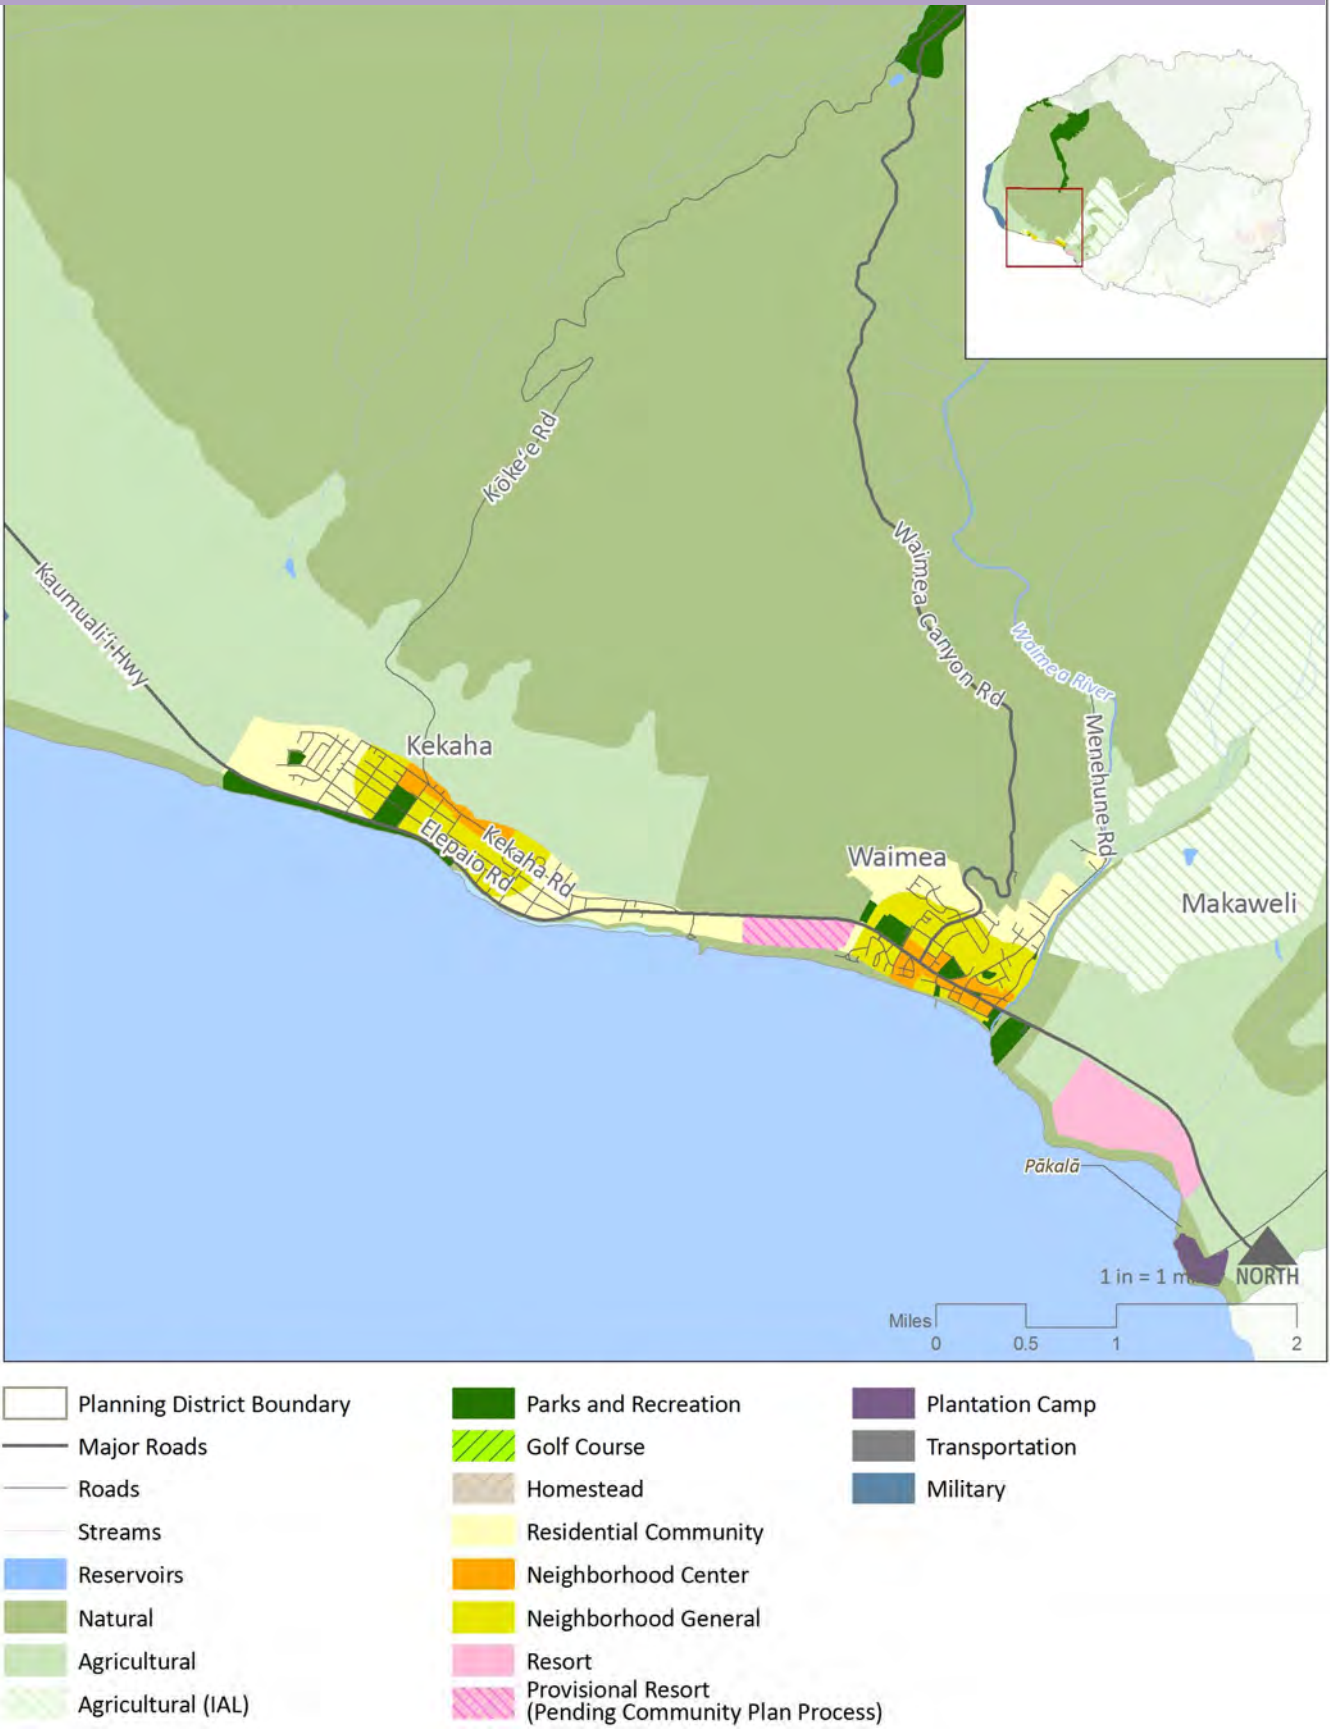 Kōke‘e Rd
Waimea Canyon Rd
Kaumuali‘i Hwy
Waimea River
Menehune Rd
Kekaha
Kekaha Rd
Elepaio Rd
Waimea
Makaweli
Pākalā
1 in = 1
NORTH
Miles
0 0.5 1 2
Planning District Boundary
Major Roads
Roads
Streams
Reservoirs
Natural
Agricultural
Agricultural (IAL)
Parks and Recreation
Golf Course
Homestead
Residential Community
Neighborhood Center
Neighborhood General
Resort
Provisional Resort
(Pending Community Plan Process)
Plantation Camp
Transportation
Military